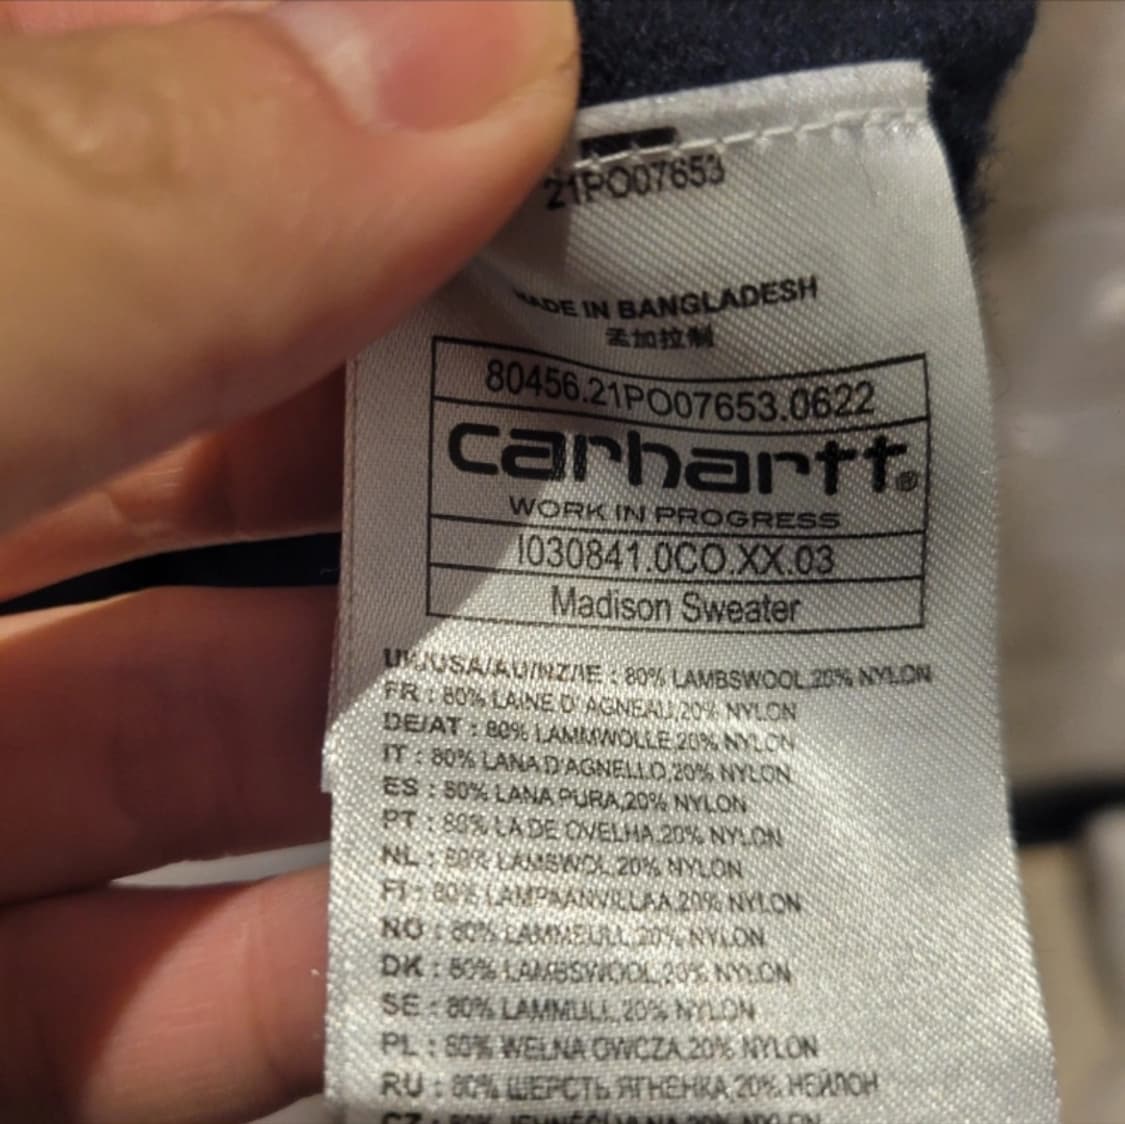 21PO07653
MADE IN BANGLADESH
孟加拉制
80456.21PO07653.0622
carhartt®
WORK IN PROGRESS
I030841.0CO.XX.03
Madison Sweater
UK/USA/AU/NZ/IE : 80% LAMBSWOOL,20% NYLON
FR : 80% LAINE D' AGNEAU,20% NYLON
DE/AT : 80% LAMMWOLLE,20% NYLON
IT : 80% LANA D'AGNELLO,20% NYLON
ES : 80% LANA PURA,20% NYLON
PT : 80% LA DE OVELHA,20% NYLON
NL : 80% LAMSWOL,20% NYLON
FI : 80% LAMPAANVILLAA,20% NYLON
NO : 80% LAMMEULL,20% NYLON
DK : 80% LAMBSWOOL,20% NYLON
SE : 80% LAMMULL,20% NYLON
PL : 80% WEŁNA OWCZA,20% NYLON
RU : 80% ШЕРСТЬ ЯГНЕНКА,20% НЕЙЛОН
CZ : 80%